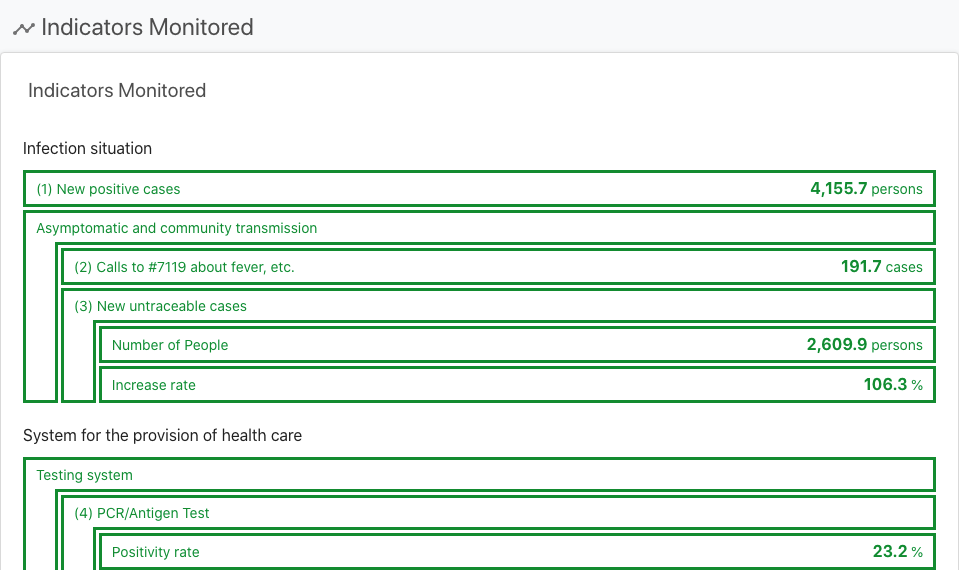 Indicators Monitored
Indicators Monitored
Infection situation
(1) New positive cases 4,155.7 persons
Asymptomatic and community transmission
(2) Calls to #7119 about fever, etc. 191.7 cases
(3) New untraceable cases
Number of People 2,609.9 persons
Increase rate 106.3 %
System for the provision of health care
Testing system
(4) PCR/Antigen Test
Positivity rate 23.2 %